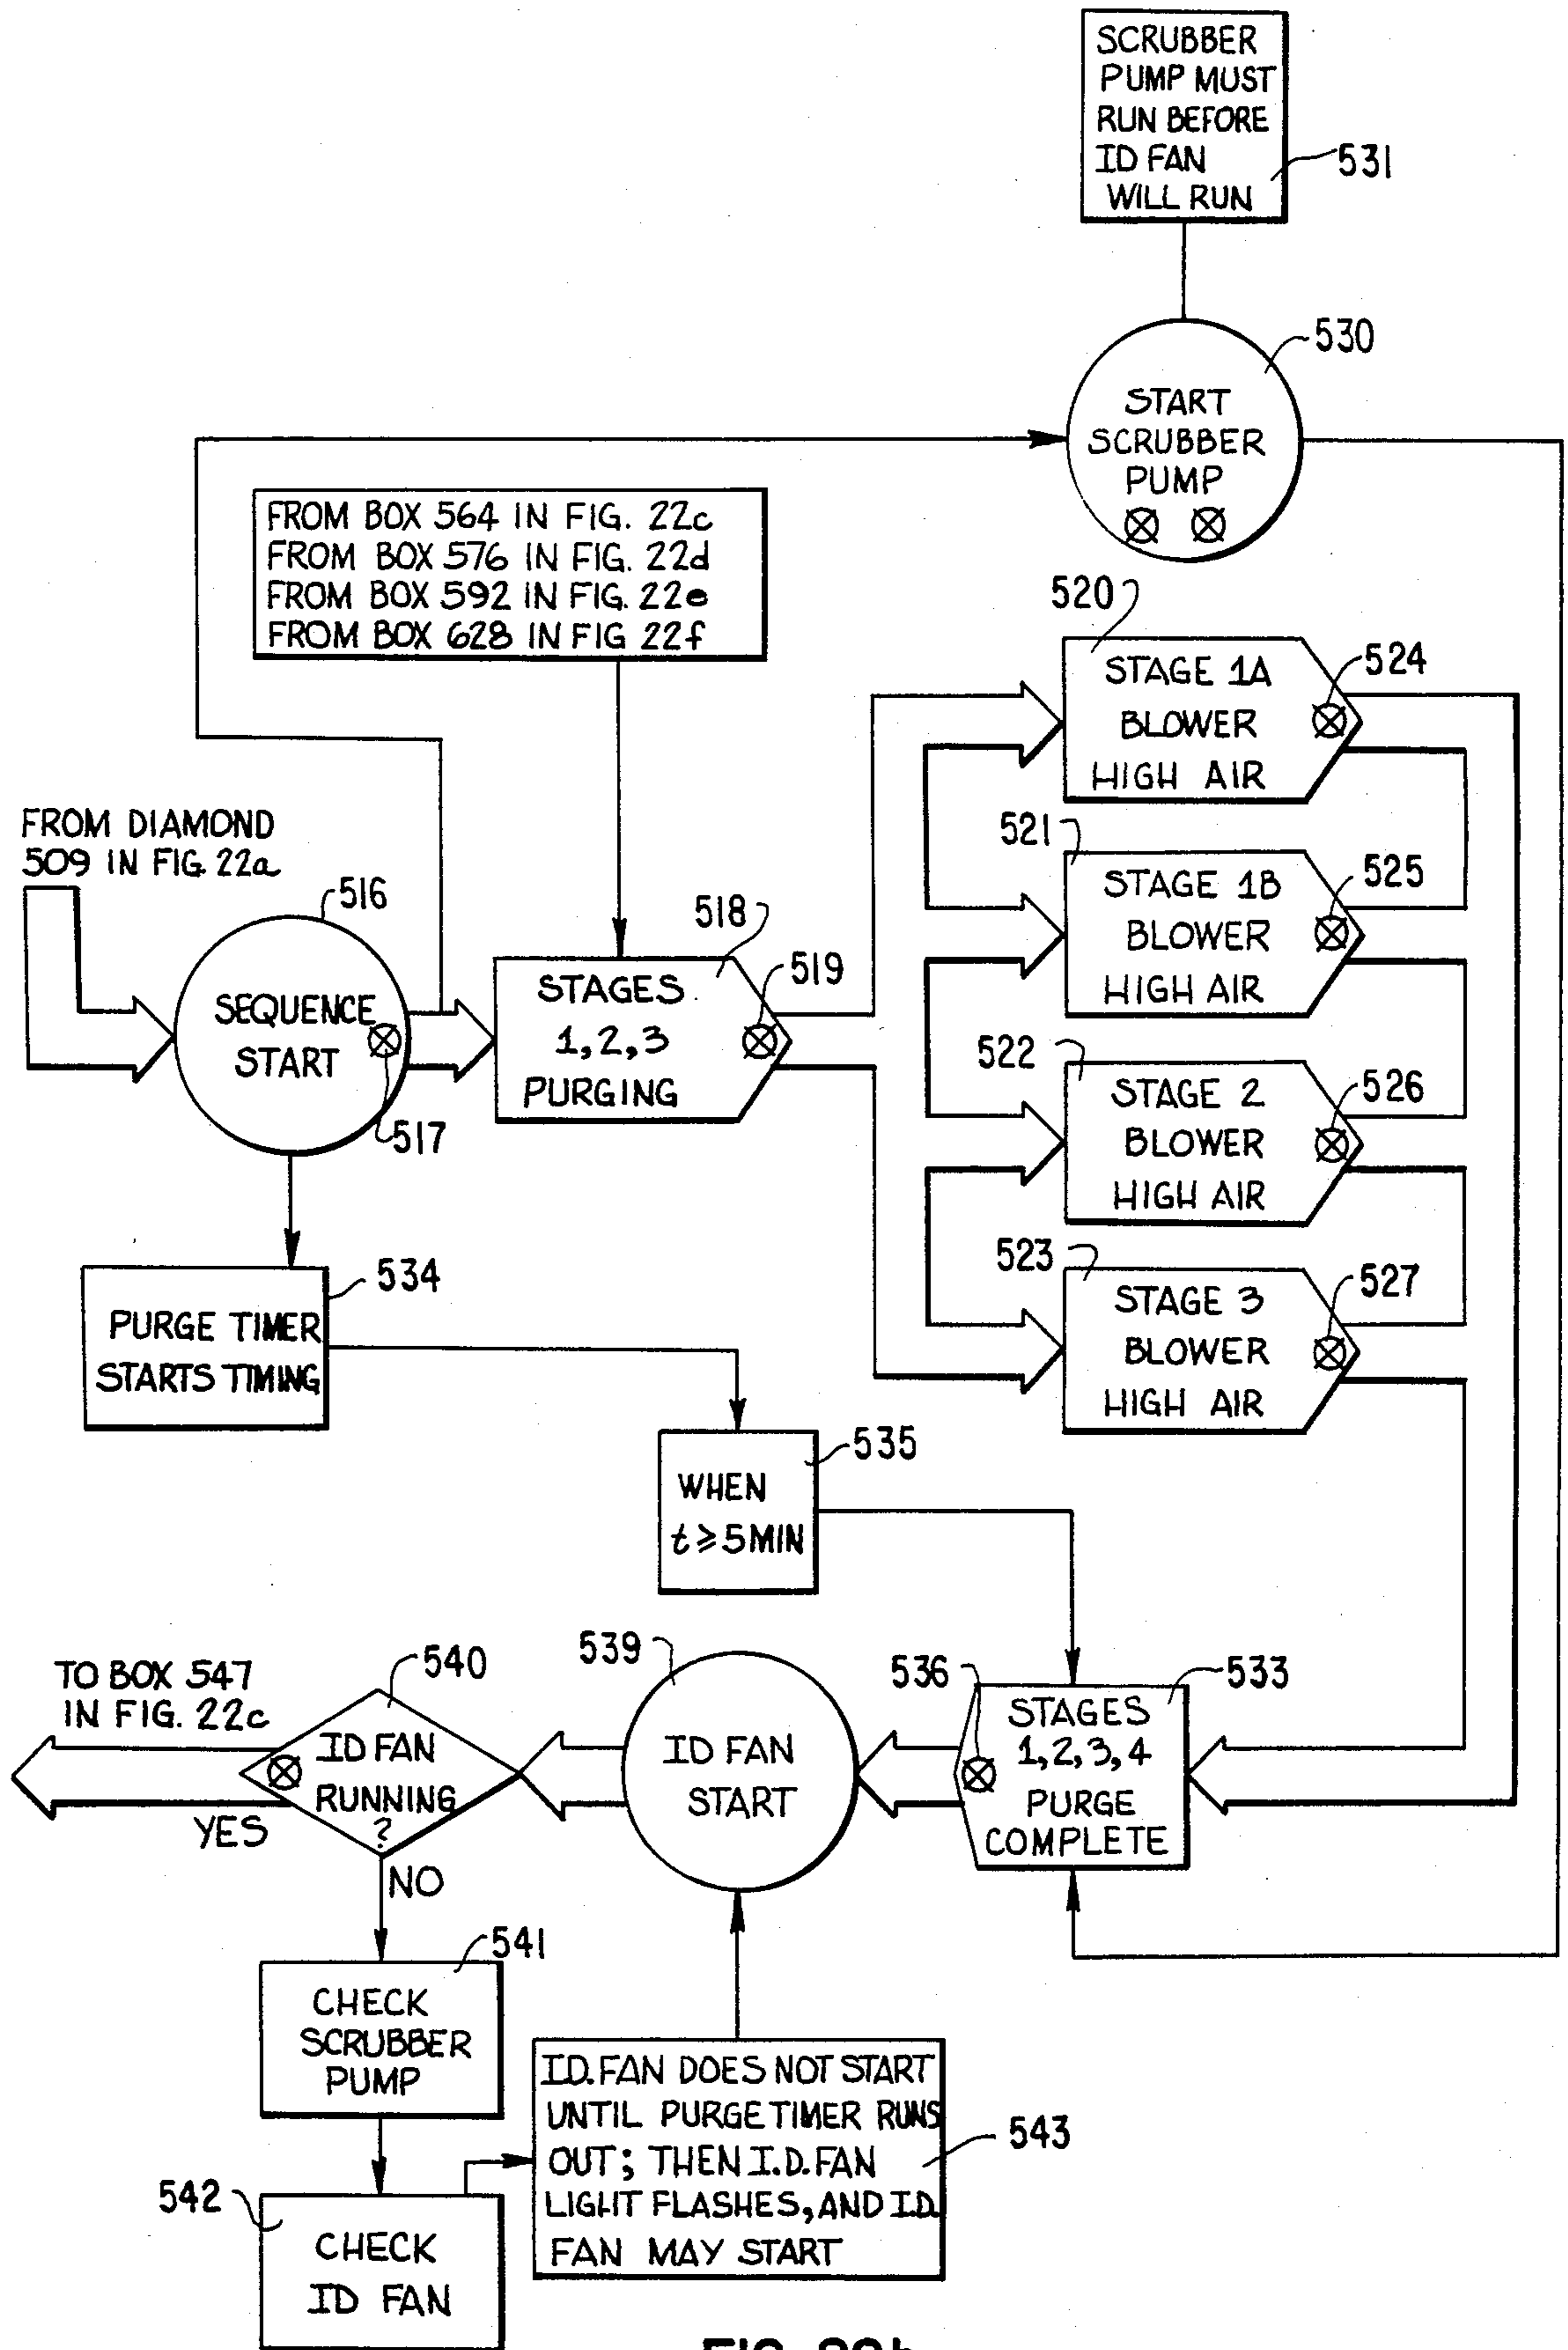 SCRUBBER
PUMP MUST
RUN BEFORE
ID FAN
WILL RUN
531
530
START
SCRUBBER
PUMP
FROM BOX 564 IN FIG. 22c
FROM BOX 576 IN FIG. 22d
FROM BOX 592 IN FIG. 22e
FROM BOX 628 IN FIG 22f
520
STAGE 1A
BLOWER
HIGH AIR
524
521
STAGE 1B
BLOWER
HIGH AIR
525
FROM DIAMOND
509 IN FIG. 22a
516
SEQUENCE
START
517
518
STAGES
1,2,3
PURGING
519
522
STAGE 2
BLOWER
HIGH AIR
526
523
STAGE 3
BLOWER
HIGH AIR
527
534
PURGE TIMER
STARTS TIMING
535
WHEN
t ⩾ 5 MIN
TO BOX 547
IN FIG. 22c
540
ID FAN
RUNNING
?
YES
NO
539
ID FAN
START
536
533
STAGES
1,2,3,4
PURGE
COMPLETE
541
CHECK
SCRUBBER
PUMP
542
CHECK
ID FAN
I.D. FAN DOES NOT START
UNTIL PURGE TIMER RUNS
OUT; THEN I.D. FAN
LIGHT FLASHES, AND I.D.
FAN MAY START
543